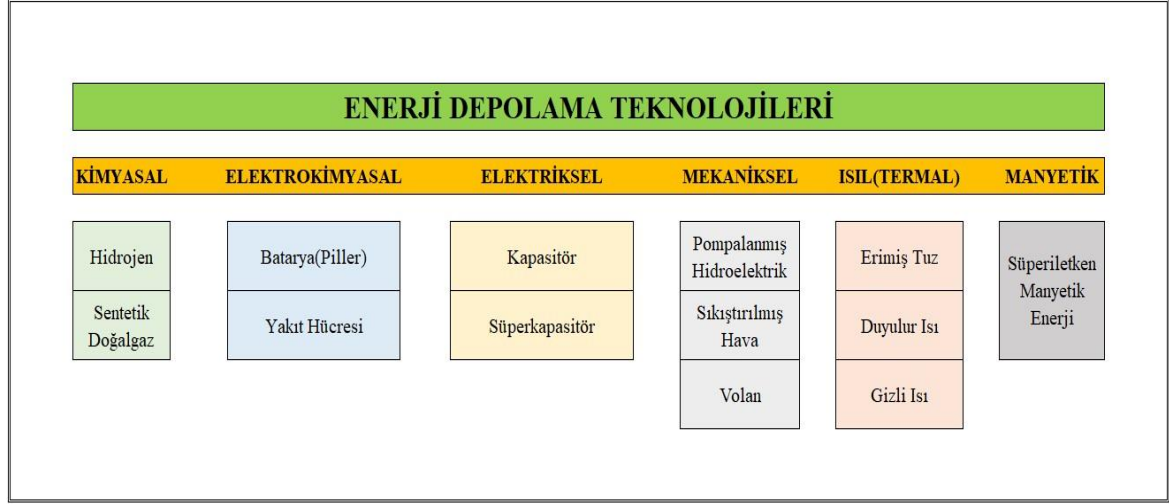 ENERJİ DEPOLAMA TEKNOLOJİLERİ
KİMYASAL ELEKTROKİMYASAL ELEKTRİKSEL MEKANİKSEL ISIL(TERMAL) MANYETİK
Hidrojen
Sentetik
Doğalgaz
Batarya(Piller)
Yakıt Hücresi
Kapasitör
Süperkapasitör
Pompalanmış
Hidroelektrik
Sıkıştırılmış
Hava
Volan
Erimiş Tuz
Duyulur Isı
Gizli Isı
Süperiletken
Manyetik
Enerji